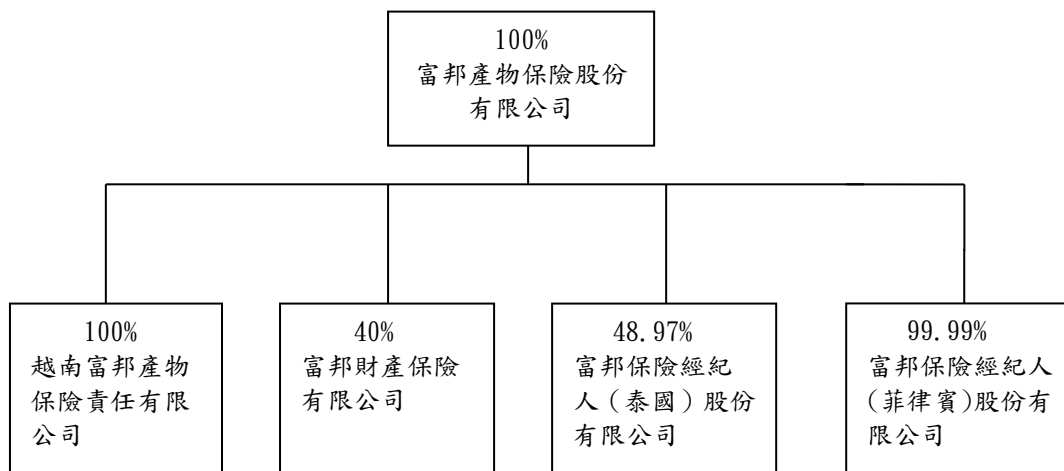 100%
富邦產物保險股份
有限公司
100%
越南富邦產物
保險責任有限
公司
40%
富邦財產保險
有限公司
48.97%
富邦保險經紀
人（泰國）股份
有限公司
99.99%
富邦保險經紀人
(菲律賓)股份有
限公司